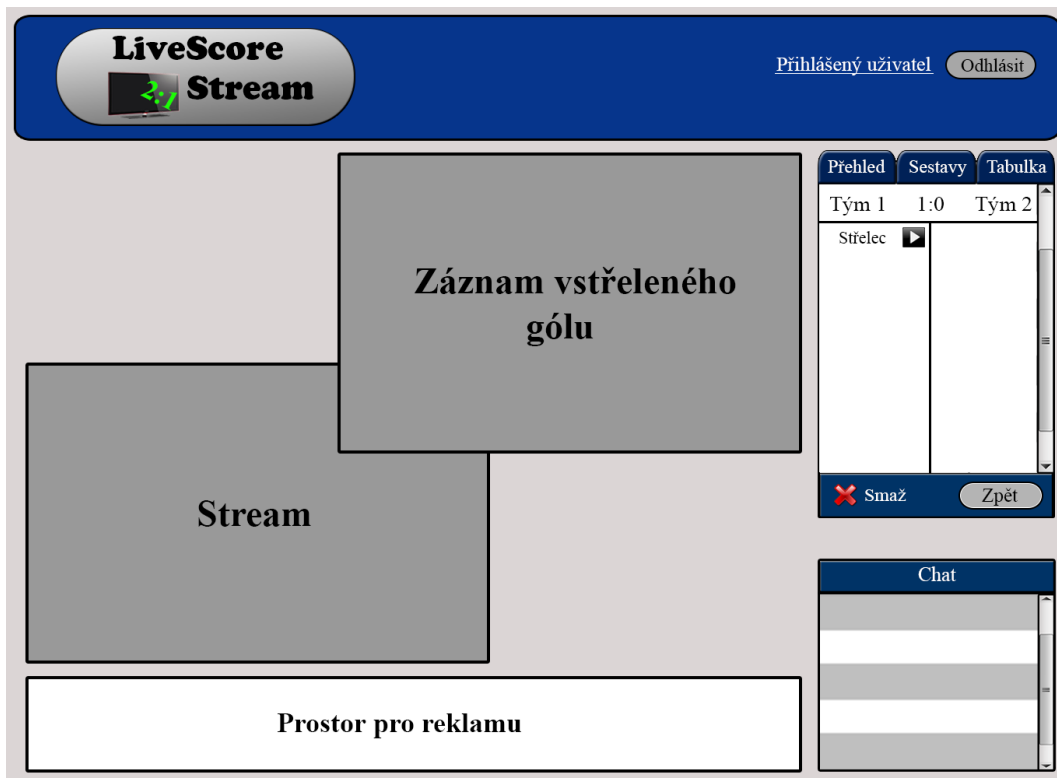 LiveScore
2:1 Stream
Přihlášený uživatel Odhlásit
Přehled Sestavy Tabulka
Tým 1 1:0 Tým 2
Střelec
Záznam vstřeleného
gólu
Stream
Smaž Zpět
Chat
Prostor pro reklamu